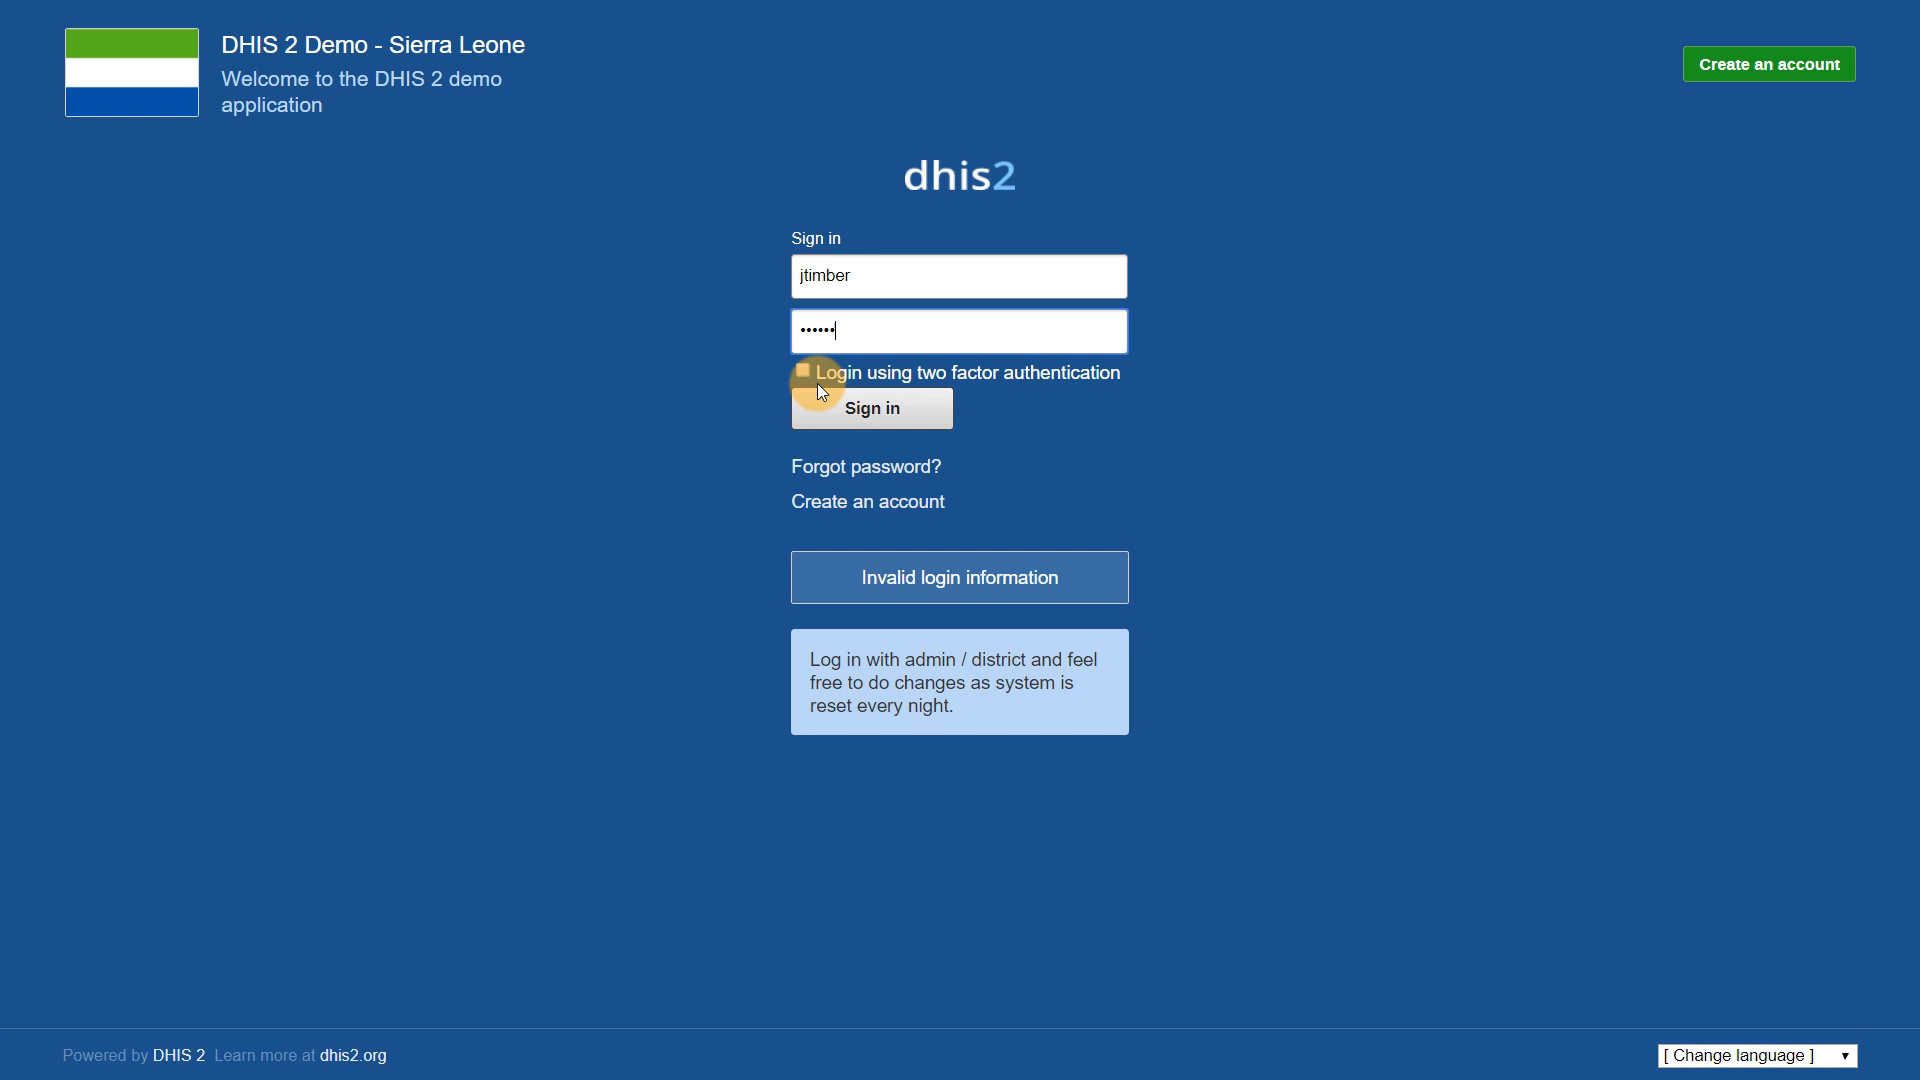 DHIS 2 Demo - Sierra Leone
Welcome to the DHIS 2 demo
application
Create an account
dhis2
Sign in
jtimber
••••••
Login using two factor authentication
Sign in
Forgot password?
Create an account
Invalid login information
Log in with admin / district and feel
free to do changes as system is
reset every night.
Powered by DHIS 2 Learn more at dhis2.org
[ Change language ]